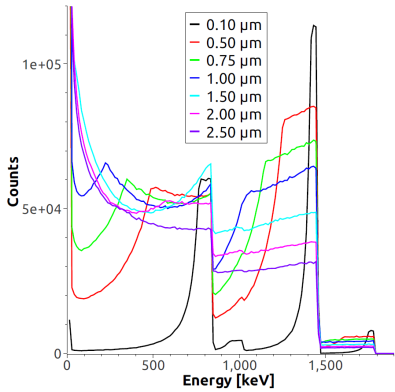 0.10 µm
0.50 µm
0.75 µm
1.00 µm
1.50 µm
2.00 µm
2.50 µm
1e+05
5e+04
0
0
500
1,000
1,500
Counts
Energy [keV]